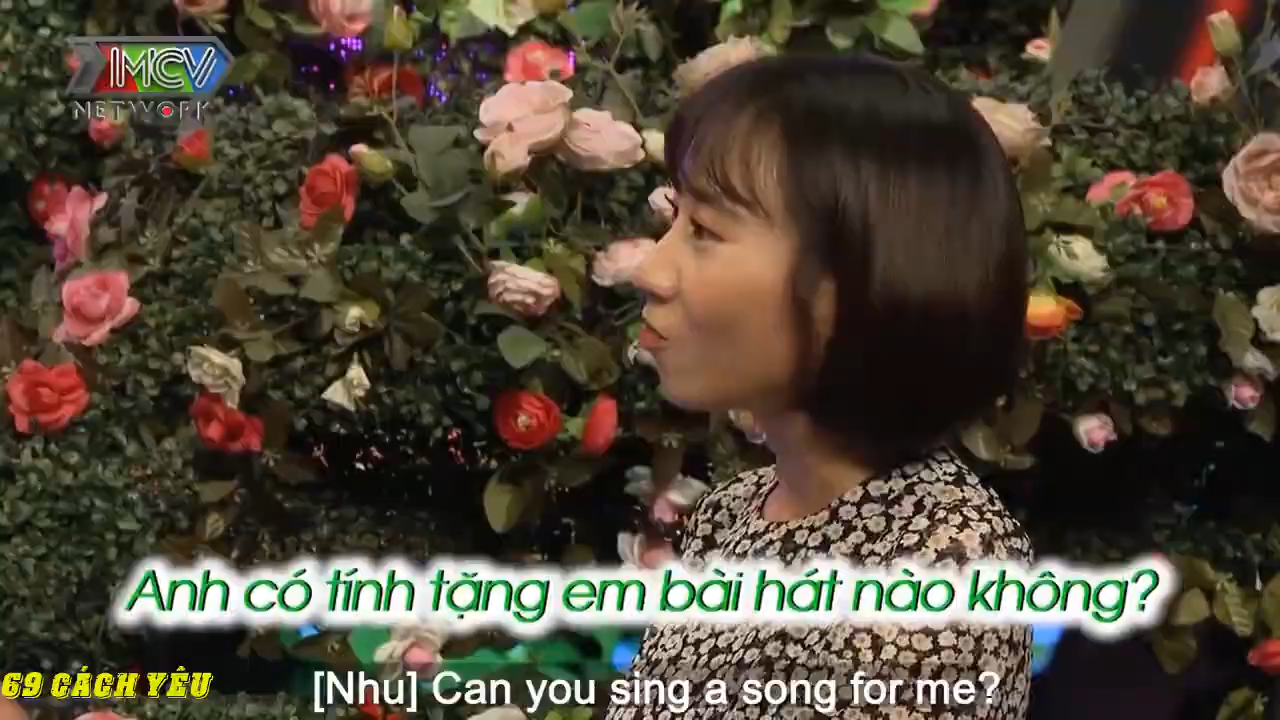 MCV
NETWORK
Anh có tính tặng em bài hát nào không?
69 CÁCH YÊU
[Nhu] Can you sing a song for me?